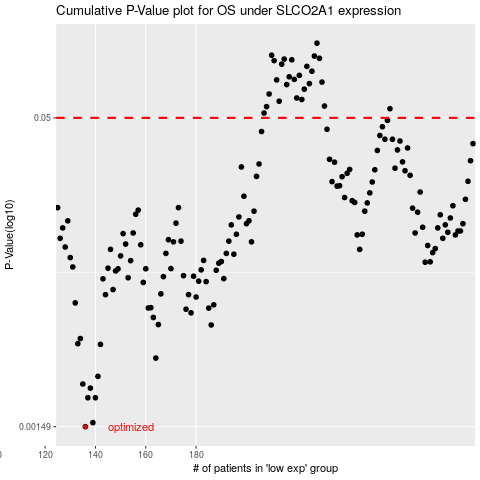 Cumulative P-Value plot for OS under SLCO2A1 expression
P-Value(log10)
0.05
0.00149
optimized
0 120 140 160 180
# of patients in 'low exp' group